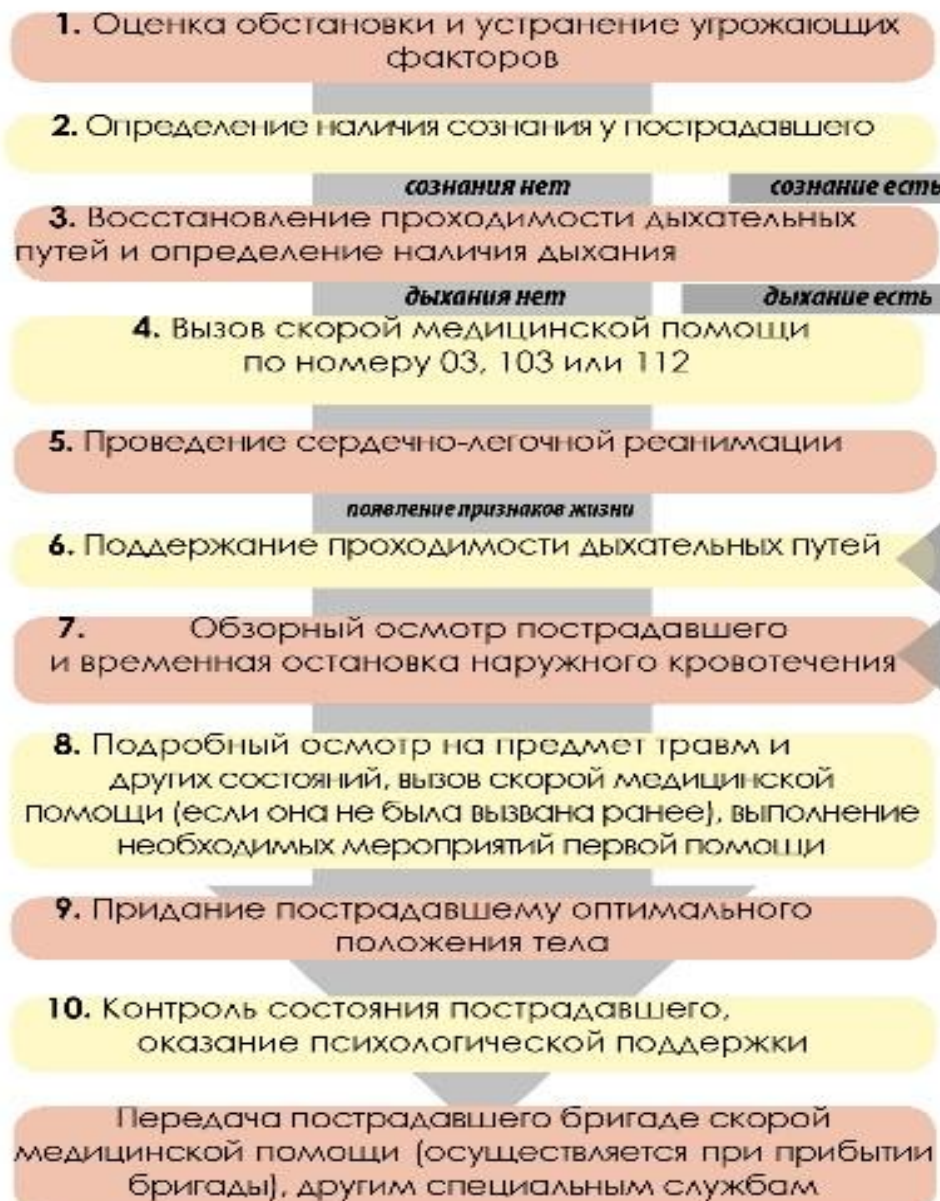 1. Оценка обстановки и устранение угрожающих
факторов
2. Определение наличия сознания у пострадавшего
сознания нет
сознание есть
3. Восстановление проходимости дыхательных
путей и определение наличия дыхания
дыхания нет
дыхание есть
4. Вызов скорой медицинской помощи
по номеру 03, 103 или 112
5. Проведение сердечно-легочной реанимации
появление признаков жизни
6. Поддержание проходимости дыхательных путей
7. Обзорный осмотр пострадавшего
и временная остановка наружного кровотечения
8. Подробный осмотр на предмет травм и
других состояний, вызов скорой медицинской
помощи (если она не была вызвана ранее), выполнение
необходимых мероприятий первой помощи
9. Придание пострадавшему оптимального
положения тела
10. Контроль состояния пострадавшего,
оказание психологической поддержки
Передача пострадавшего бригаде скорой
медицинской помощи (осуществляется при прибытии
бригады), другим специальным службам